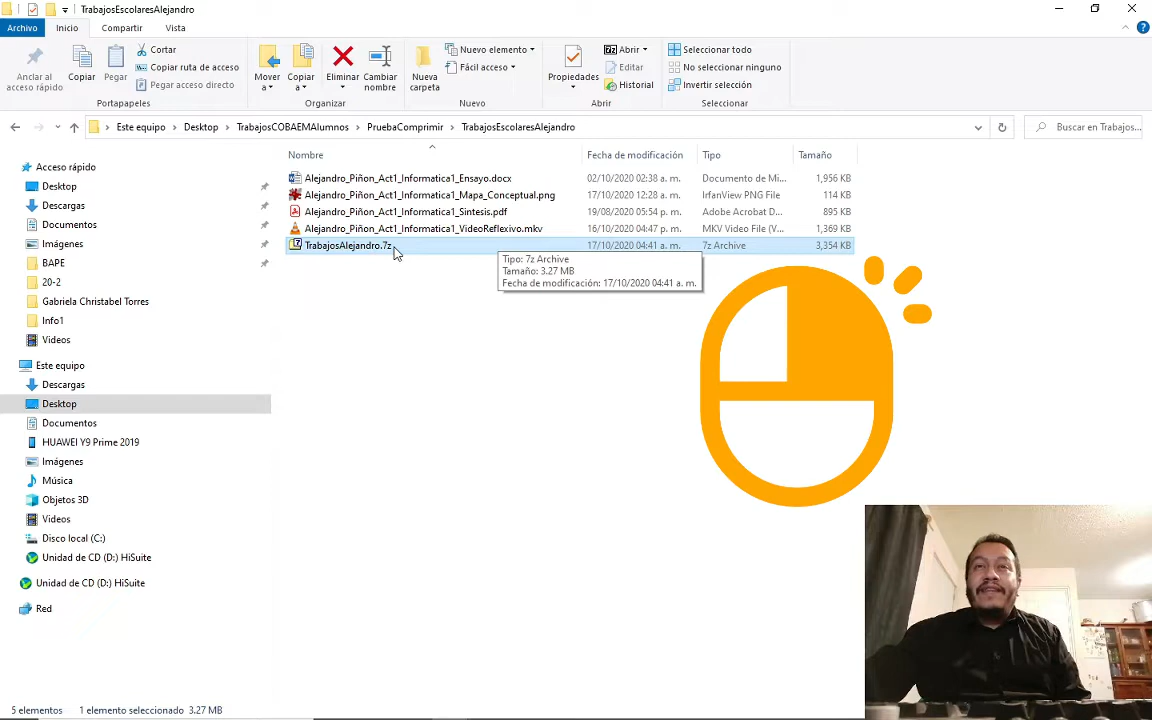 TrabajosEscolaresAlejandro
Archivo
Inicio
Compartir
Vista
Anclar al
acceso rápido
Copiar
Pegar
Cortar
Copiar ruta de acceso
Pegar acceso directo
Portapapeles
Mover
a
Copiar
a
Eliminar
Cambiar
nombre
Organizar
Nueva
carpeta
Nuevo elemento
Fácil acceso
Nuevo
Propiedades
Abrir
Editar
Historial
Abrir
Seleccionar todo
No seleccionar ninguno
Invertir selección
Seleccionar
Este equipo > Desktop > TrabajosCOBAEMAlumnos > PruebaComprimir > TrabajosEscolaresAlejandro
Buscar en Trabajos...
Acceso rápido
Desktop
Descargas
Documentos
Imágenes
BAPE
20-2
Gabriela Christabel Torres
Info1
Videos
Este equipo
Descargas
Desktop
Documentos
HUAWEI Y9 Prime 2019
Imágenes
Música
Objetos 3D
Videos
Disco local (C:)
Unidad de CD (D:) HiSuite
Unidad de CD (D:) HiSuite
Red
Nombre Fecha de modificación Tipo Tamaño
Alejandro_Piñon_Act1_Informatica1_Ensayo.docx 02/10/2020 02:38 a. m. Documento de Mi... 1,956 KB
Alejandro_Piñon_Act1_Informatica1_Mapa_Conceptual.png 17/10/2020 12:28 a. m. IrfanView PNG File 114 KB
Alejandro_Piñon_Act1_Informatica1_Sintesis.pdf 19/08/2020 05:54 p. m. Adobe Acrobat D... 895 KB
Alejandro_Piñon_Act1_Informatica1_VideoReflexivo.mkv 16/10/2020 04:47 p. m. MKV Video File (V... 1,369 KB
TrabajosAlejandro.7z 17/10/2020 04:41 a. m. 7z Archive 3,354 KB
Tipo: 7z Archive
Tamaño: 3.27 MB
Fecha de modificación: 17/10/2020 04:41 a. m.
5 elementos 1 elemento seleccionado 3.27 MB